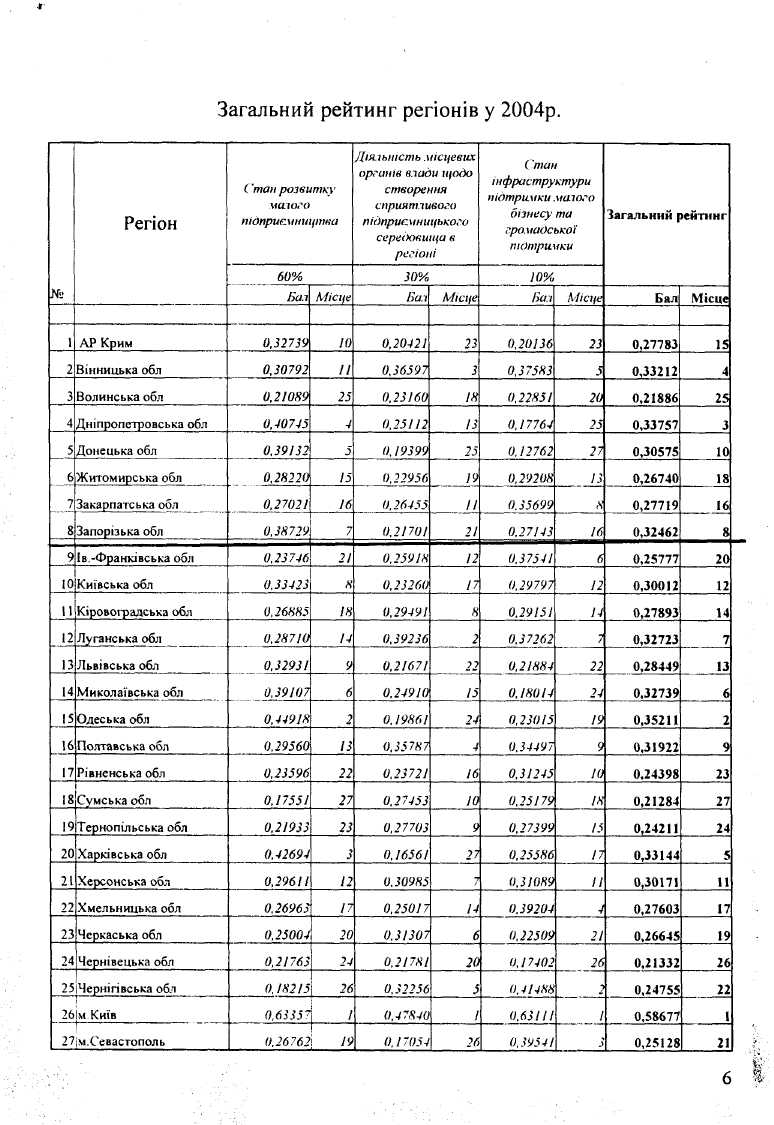 Загальний рейтинг регіонів у 2004р.
№ Регіон Стан розвитку малого підприємництва Діяльність місцевих органів влади щодо створення сприятливого підприємницького середовища в регіоні Стан інфраструктури підтримки малого бізнесу та громадської підтримки Загальний рейтинг
60% 30% 10%
Бал Місце Бал Місце Бал Місце Бал Місце
1 АР Крим 0,32739 10 0,20421 23 0,20136 23 0,27783 15
2 Вінницька обл 0,30792 11 0,36597 3 0,37583 5 0,33212 4
3 Волинська обл 0,21089 25 0,23160 18 0,22851 20 0,21886 25
4 Дніпропетровська обл 0,40745 4 0,25112 13 0,17764 25 0,33757 3
5 Донецька обл 0,39132 5 0,19399 25 0,12762 27 0,30575 10
6 Житомирська обл 0,28220 15 0,22956 19 0,29208 13 0,26740 18
7 Закарпатська обл 0,27021 16 0,26455 11 0,35699 8 0,27719 16
8 Запорізька обл 0,38729 7 0,21701 21 0,27143 16 0,32462 8
9 Ів.-Франківська обл 0,23746 21 0,25918 12 0,37541 6 0,25777 20
10 Київська обл 0,33423 8 0,23260 17 0,29797 12 0,30012 12
11 Кіровоградська обл 0,26885 18 0,29491 8 0,29151 14 0,27893 14
12 Луганська обл 0,28710 14 0,39236 2 0,37262 7 0,32723 7
13 Львівська обл 0,32931 9 0,21671 22 0,21884 22 0,28449 13
14 Миколаївська обл 0,39107 6 0,24910 15 0,18014 24 0,32739 6
15 Одеська обл 0,44918 2 0,19861 24 0,23015 19 0,35211 2
16 Полтавська обл 0,29560 13 0,35787 4 0,34497 9 0,31922 9
17 Рівненська обл 0,23596 22 0,23721 16 0,31245 10 0,24398 23
18 Сумська обл 0,17551 27 0,27453 10 0,25179 18 0,21284 27
19 Тернопільська обл 0,21933 23 0,27703 9 0,27399 15 0,24211 24
20 Харківська обл 0,42694 3 0,16561 27 0,25586 17 0,33144 5
21 Херсонська обл 0,29611 12 0,30985 7 0,31089 11 0,30171 11
22 Хмельницька обл 0,26963 17 0,25017 14 0,39204 4 0,27603 17
23 Черкаська обл 0,25004 20 0,31307 6 0,22509 21 0,26645 19
24 Чернівецька обл 0,21763 24 0,21781 20 0,17402 26 0,21332 26
25 Чернігівська обл 0,18215 26 0,32256 5 0,41488 2 0,24755 22
26 м.Київ 0,63357 1 0,47840 1 0,63111 1 0,58677 1
27 м.Севастополь 0,26762 19 0,17054 26 0,39541 3 0,25128 21
6